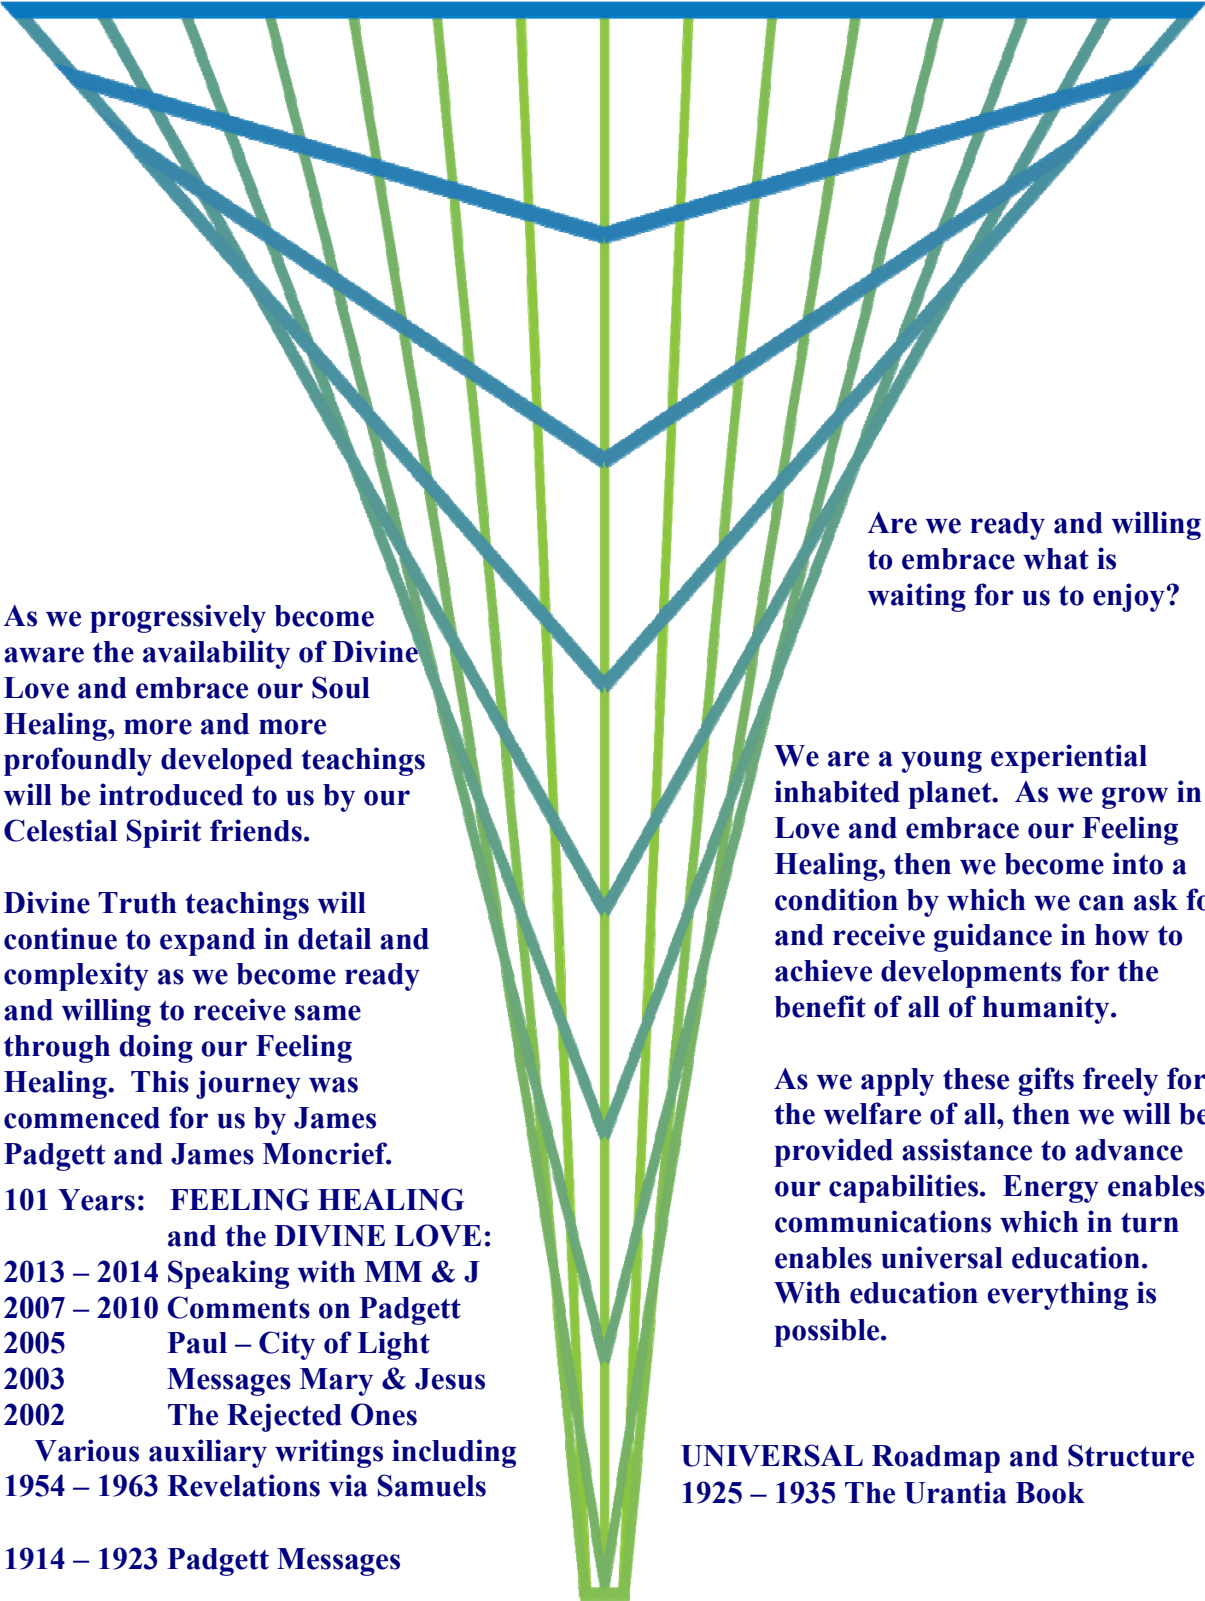 Are we ready and willing
to embrace what is
waiting for us to enjoy?
As we progressively become
aware the availability of Divine
Love and embrace our Soul
Healing, more and more
profoundly developed teachings
will be introduced to us by our
Celestial Spirit friends.
Divine Truth teachings will
continue to expand in detail and
complexity as we become ready
and willing to receive same
through doing our Feeling
Healing.  This journey was
commenced for us by James
Padgett and James Moncrief.
101 Years:   FEELING HEALING
and the DIVINE LOVE:
2013 – 2014 Speaking with MM & J
2007 – 2010 Comments on Padgett
2005 Paul – City of Light
2003 Messages Mary & Jesus
2002 The Rejected Ones
Various auxiliary writings including
1954 – 1963 Revelations via Samuels
1914 – 1923 Padgett Messages
We are a young experiential
inhabited planet.  As we grow in
Love and embrace our Feeling
Healing, then we become into a
condition by which we can ask fo
and receive guidance in how to
achieve developments for the
benefit of all of humanity.
As we apply these gifts freely for
the welfare of all, then we will be
provided assistance to advance
our capabilities.  Energy enables
communications which in turn
enables universal education.
With education everything is
possible.
UNIVERSAL Roadmap and Structure
1925 – 1935 The Urantia Book